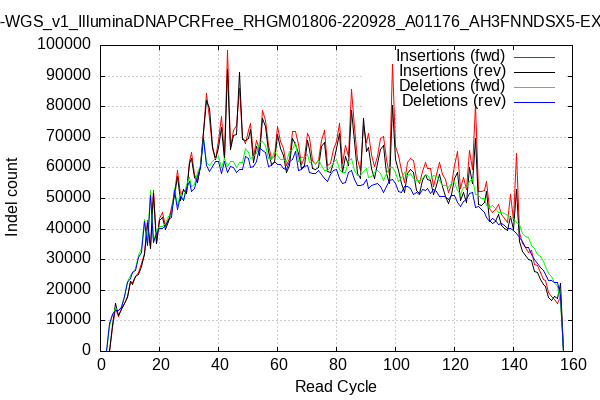 -WGS_v1_IlluminaDNAPCRFree_RHGM01806-220928_A01176_AH3FNNDSX5-EX
Insertions (fwd)
Insertions (rev)
Deletions (fwd)
Deletions (rev)
100000
90000
80000
70000
60000
50000
40000
30000
20000
10000
0
Indel count
0 20 40 60 80 100 120 140 160
Read Cycle